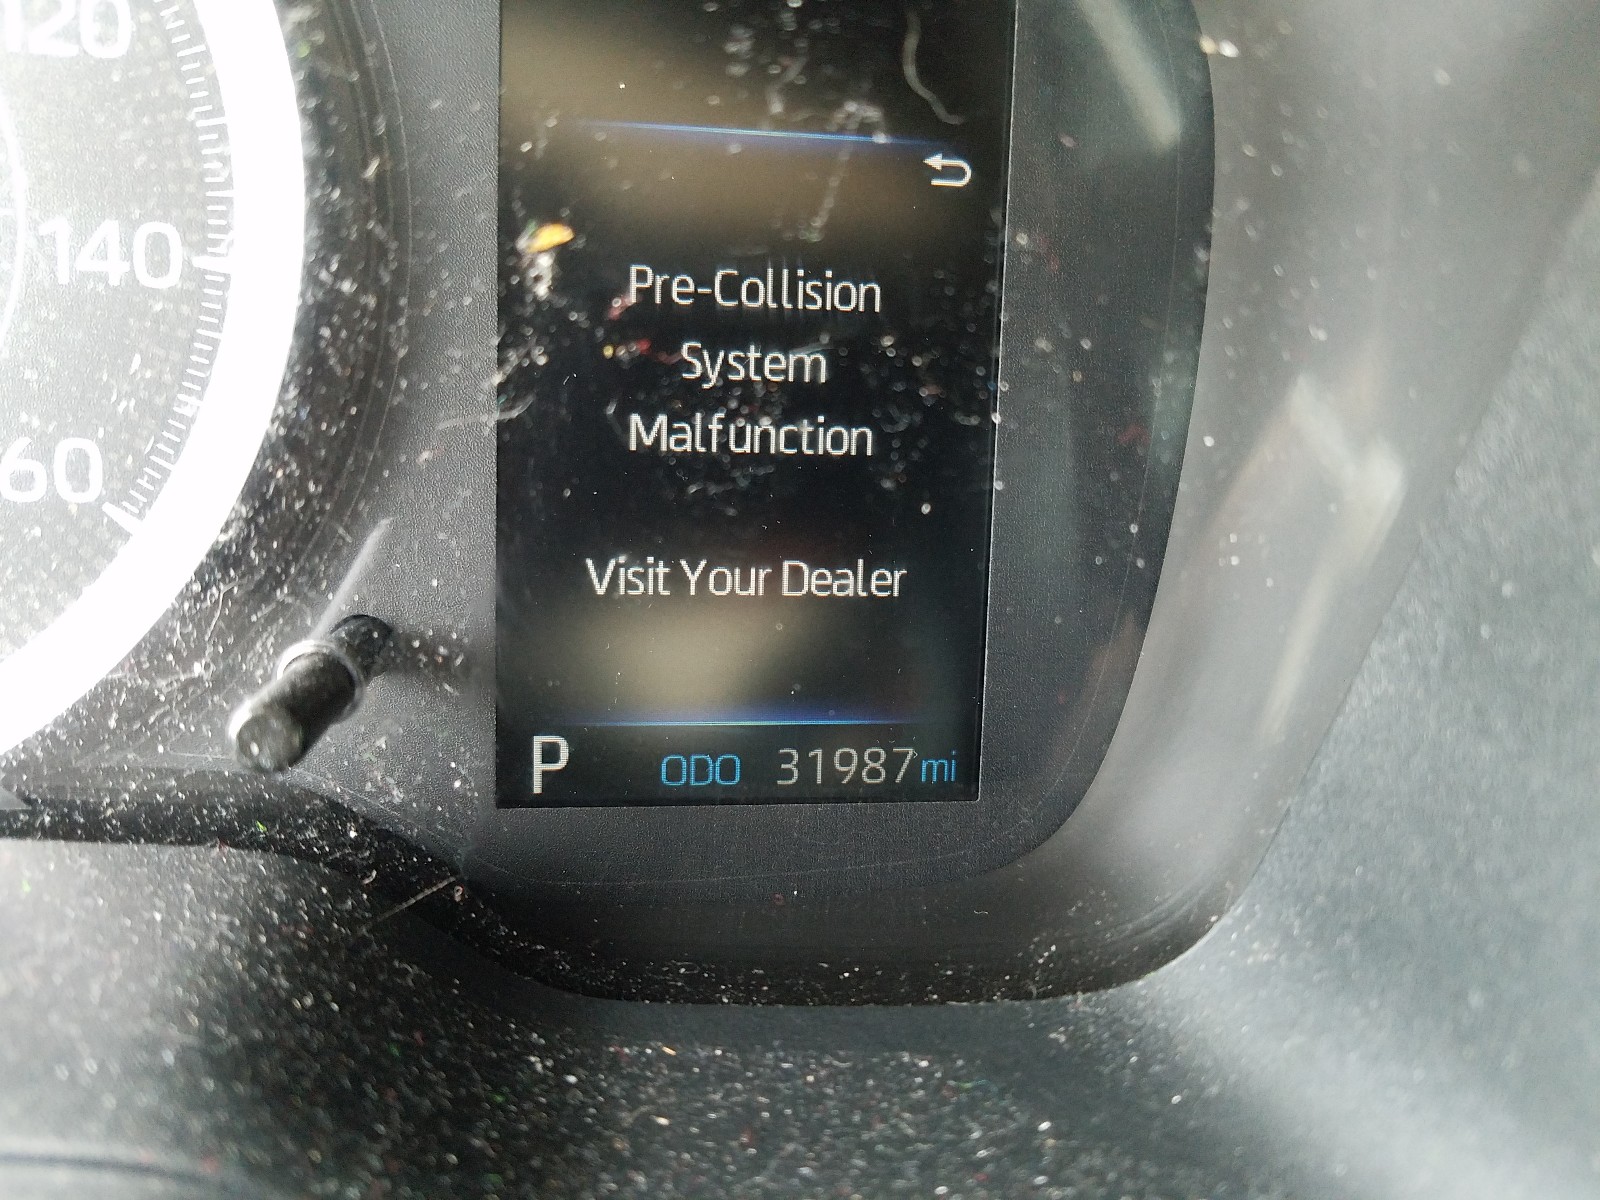 120
140
60
Pre-Collision
System
Malfunction
Visit Your Dealer
P ODO 31987 mi